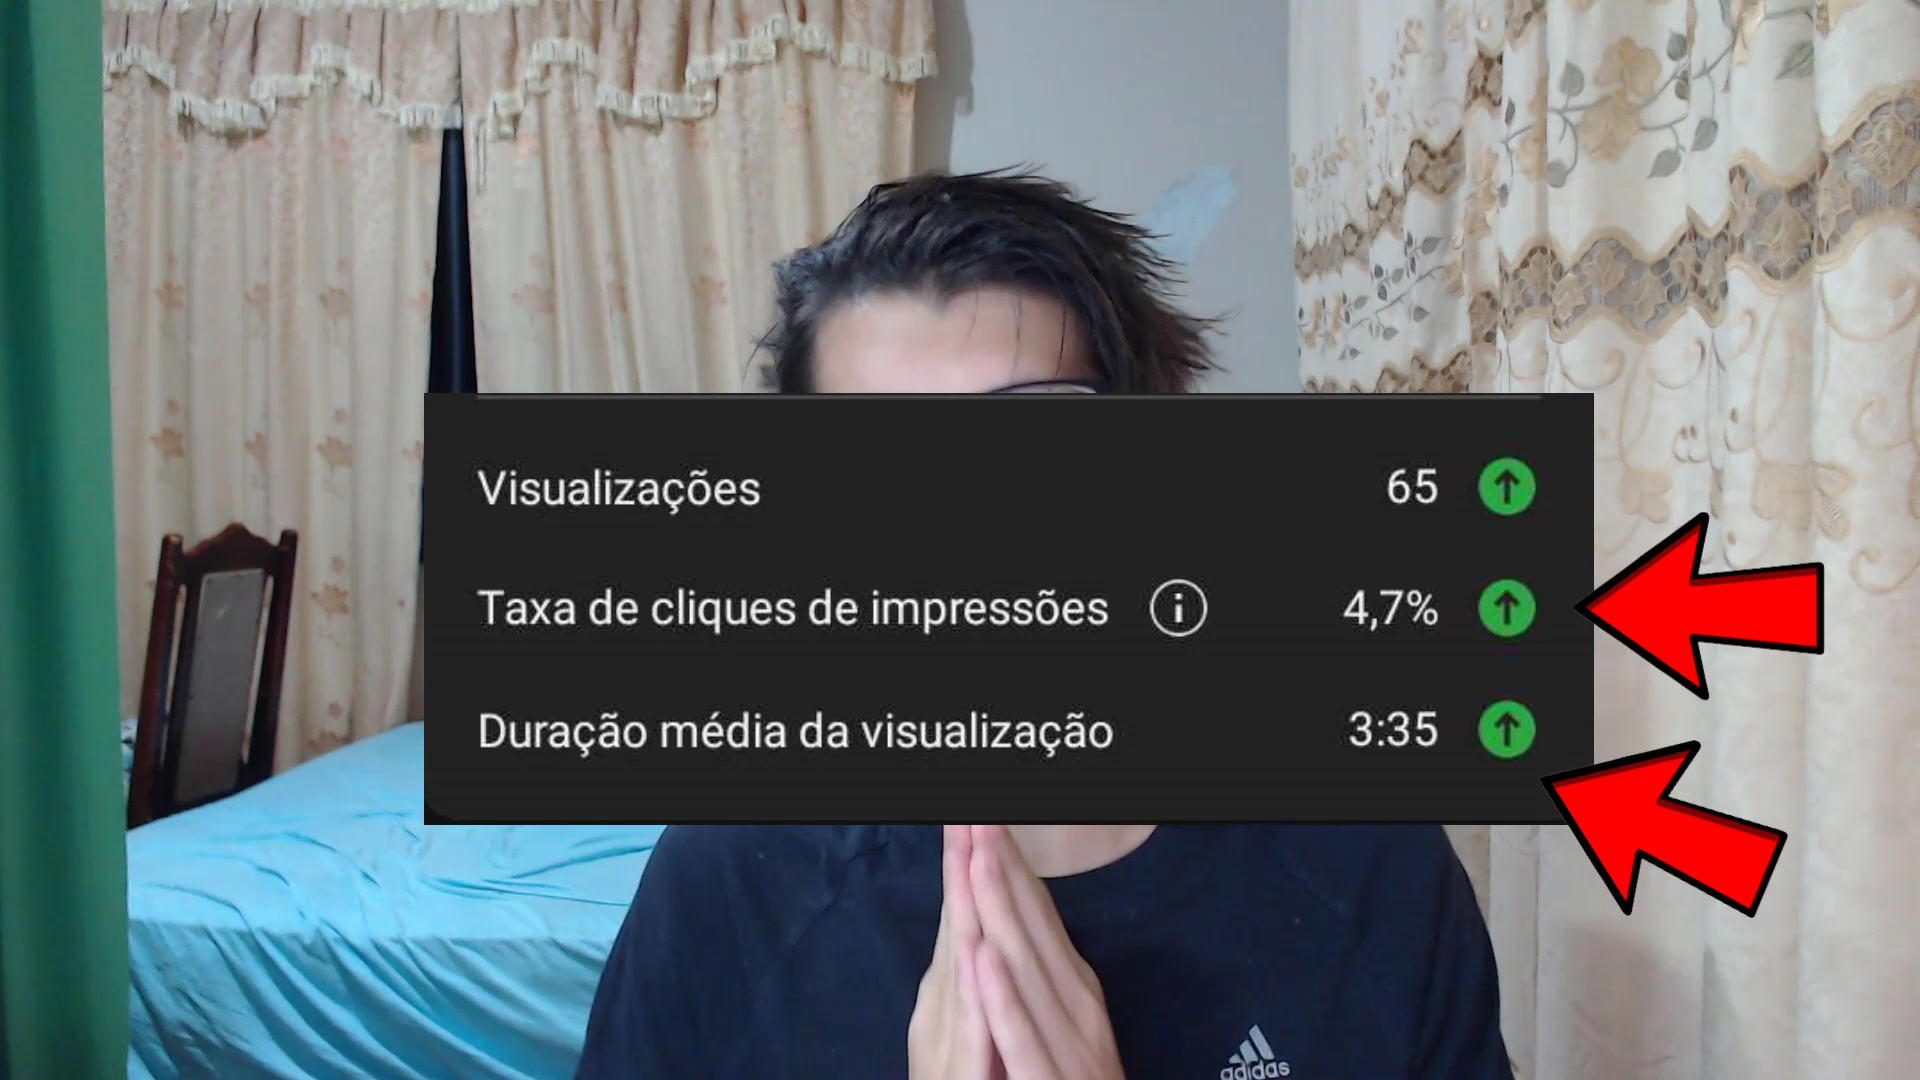 Visualizações 65
Taxa de cliques de impressões i 4,7%
Duração média da visualização 3:35
adidas